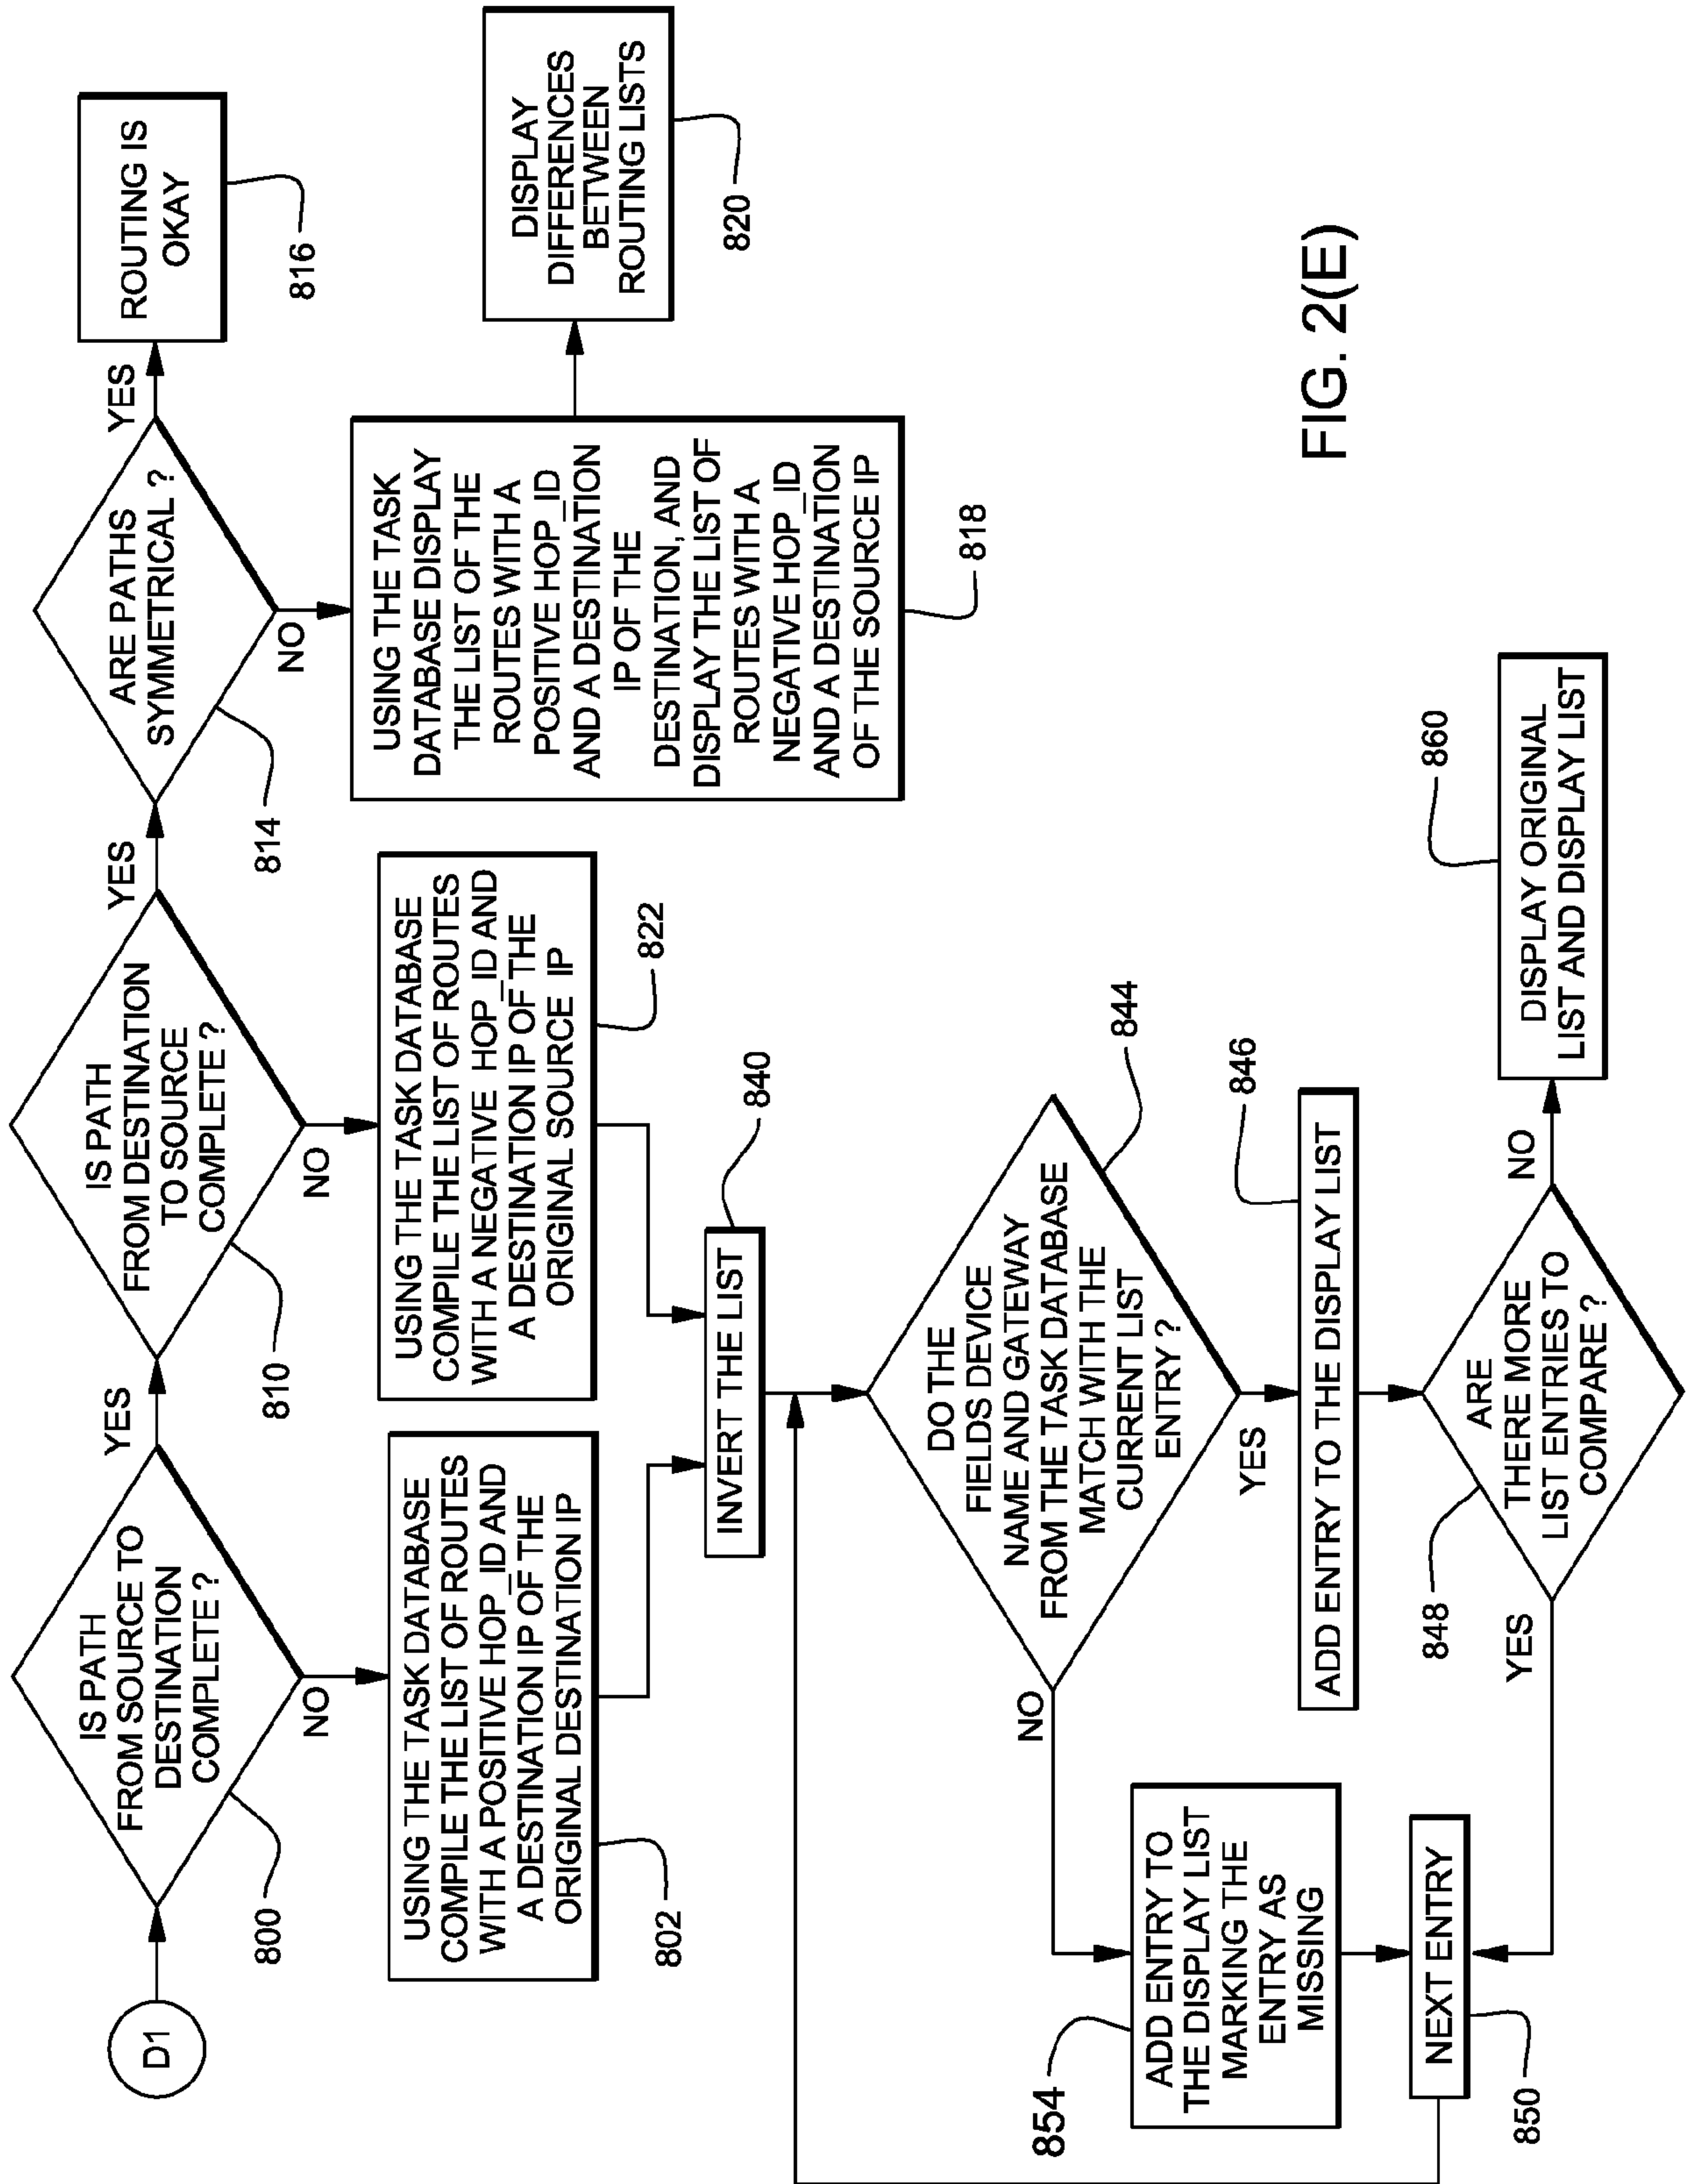 D1
IS PATH
FROM SOURCE TO
DESTINATION
COMPLETE ?
800
YES
NO
USING THE TASK DATABASE
COMPILE THE LIST OF ROUTES
WITH A POSITIVE HOP_ID AND
A DESTINATION IP OF THE
ORIGINAL DESTINATION IP
802
IS PATH
FROM DESTINATION
TO SOURCE
COMPLETE ?
810
YES
NO
USING THE TASK DATABASE
COMPILE THE LIST OF ROUTES
WITH A NEGATIVE HOP_ID AND
A DESTINATION IP OF THE
ORIGINAL SOURCE IP
822
ARE PATHS
SYMMETRICAL ?
814
YES
NO
ROUTING IS
OKAY
816
USING THE TASK
DATABASE DISPLAY
THE LIST OF THE
ROUTES WITH A
POSITIVE HOP_ID
AND A DESTINATION
IP OF THE
DESTINATION, AND
DISPLAY THE LIST OF
ROUTES WITH A
NEGATIVE HOP_ID
AND A DESTINATION
OF THE SOURCE IP
818
DISPLAY
DIFFERENCES
BETWEEN
ROUTING LISTS
820
INVERT THE LIST
840
DO THE
FIELDS DEVICE
NAME AND GATEWAY
FROM THE TASK DATABASE
MATCH WITH THE
CURRENT LIST
ENTRY ?
844
NO
YES
ADD ENTRY TO
THE DISPLAY LIST
MARKING THE
ENTRY AS
MISSING
854
ADD ENTRY TO THE DISPLAY LIST
846
ARE
THERE MORE
LIST ENTRIES TO
COMPARE ?
848
YES
NO
NEXT ENTRY
850
DISPLAY ORIGINAL
LIST AND DISPLAY LIST
860
FIG. 2(E)